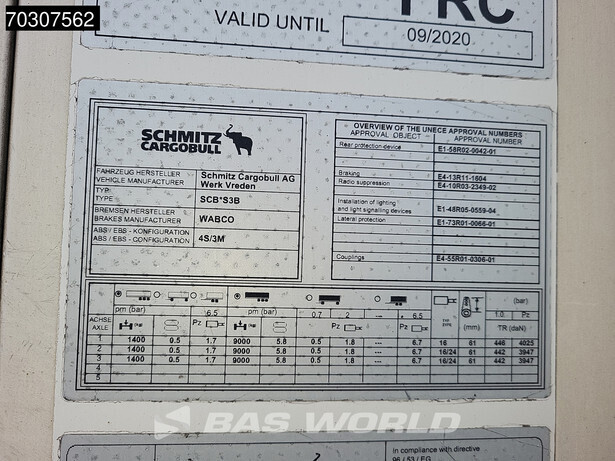 70307562
FRC
VALID UNTIL
09/2020
SCHMITZ
CARGOBULL
FAHRZEUG HERSTELLER
VEHICLE MANUFACTURER
Schmitz Cargobull AG
Werk Vreden
TYP
TYPE
SCB*S3B
BREMSEN HERSTELLER
BRAKES MANUFACTURER
WABCO
ABS / EBS - KONFIGURATION
ABS / EBS - CONFIGURATION
4S/3M
OVERVIEW OF THE UNECE APPROVAL NUMBERS
APPROVAL OBJECT APPROVAL NUMBER
Rear protection device E1-58R02-0042-01
Braking E4-13R11-1604
Radio suppression E4-10R03-2349-02
Installation of lighting
and light signalling devices E1-48R05-0559-04
Lateral protection E1-73R01-0066-01
Couplings E4-55R01-0306-01
pm (bar) 6.5 pm (bar) 0.7 2 --- 6.5 (bar)
ACHSE
AXLE
(kg) Pz (kg) Pz (mm) 1.0 Pz
TR (daN)
1 1400 0.5 1.7 9000 5.8 0.5 1.8 --- 6.7 16 61 446 4025
2 1400 0.5 1.7 9000 5.8 0.5 1.8 --- 6.7 16/24 61 442 3947
3 1400 0.5 1.7 9000 5.8 0.5 1.8 --- 6.7 16/24 61 442 3947
4
5
BAS WORLD
In compliance with directive
96 / 53 / EG